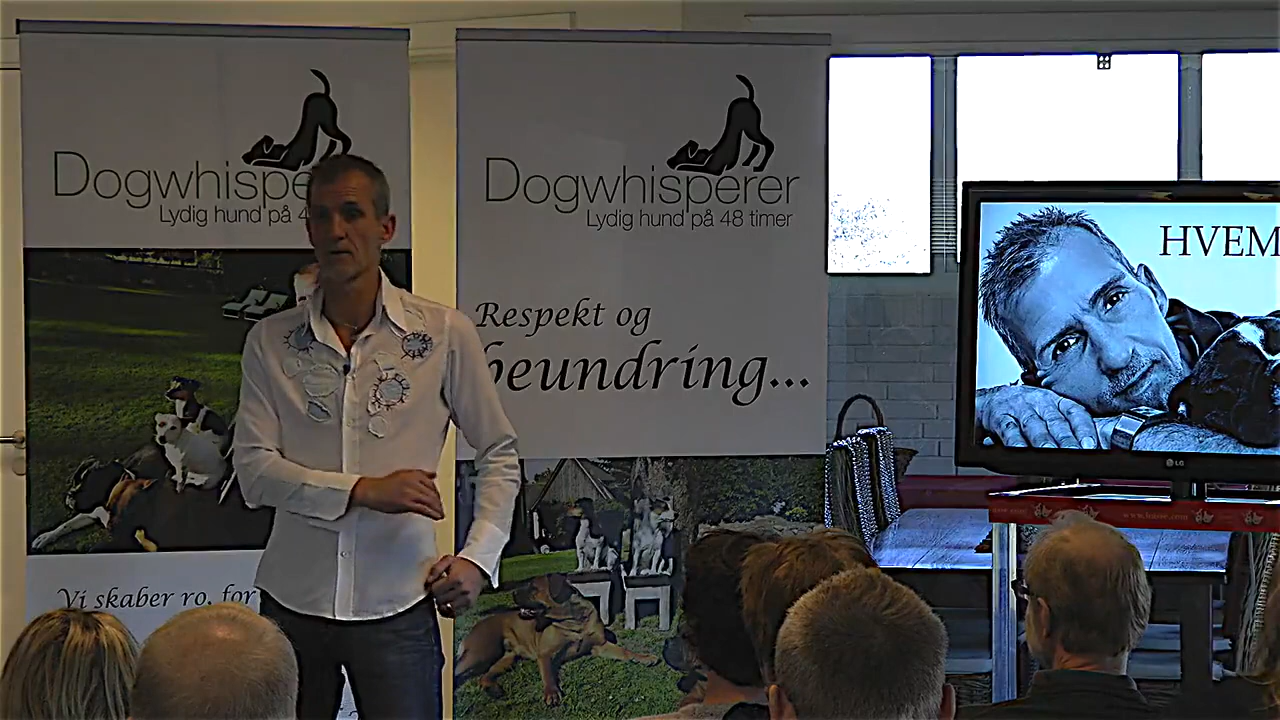 Dogwhispe
Lydig hund på 4
Vi skaber ro, for
Dogwhisperer
Lydig hund på 48 timer
Respekt og
beundring...
HVEM
LG